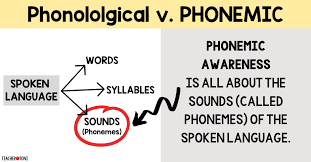 Phonololgical v. PHONEMIC
WORDS
SPOKEN
LANGUAGE
SYLLABLES
SOUNDS
(Phonemes)
PHONEMIC
AWARENESS
IS ALL ABOUT THE
SOUNDS (CALLED
PHONEMES) OF THE
SPOKEN LANGUAGE.